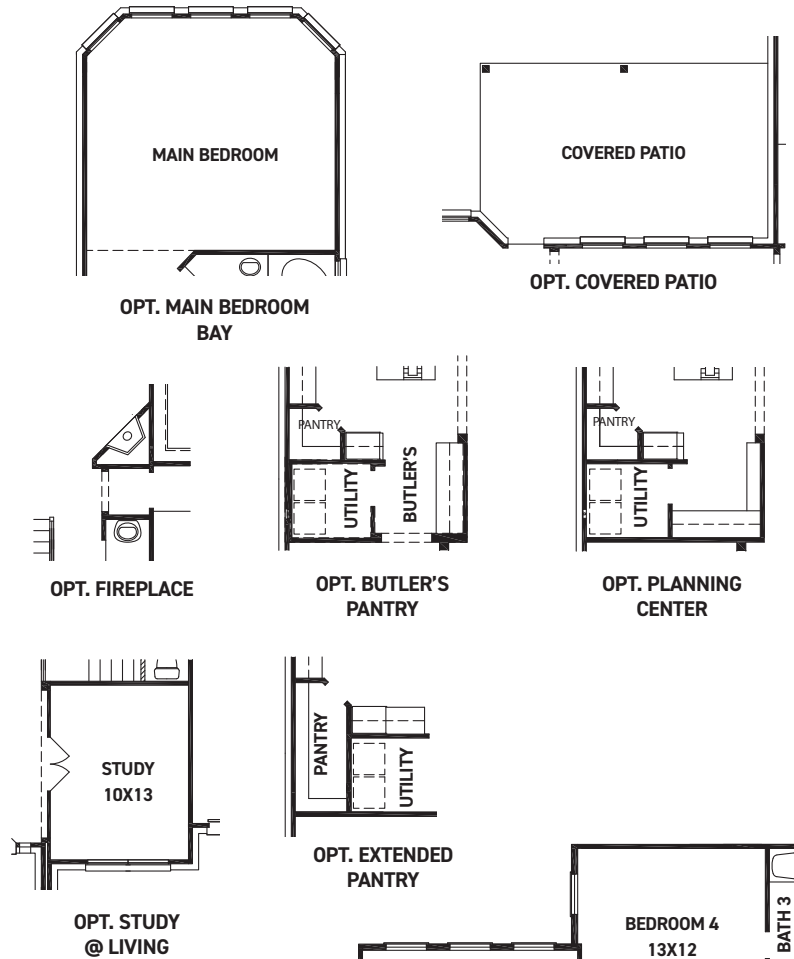 MAIN BEDROOM
COVERED PATIO
OPT. MAIN BEDROOM
BAY
OPT. COVERED PATIO
PANTRY
UTILITY
BUTLER'S
PANTRY
UTILITY
OPT. FIREPLACE
OPT. BUTLER'S
PANTRY
OPT. PLANNING
CENTER
STUDY
10X13
PANTRY
UTILITY
OPT. EXTENDED
PANTRY
OPT. STUDY
@ LIVING
BEDROOM 4
13X12
BATH 3